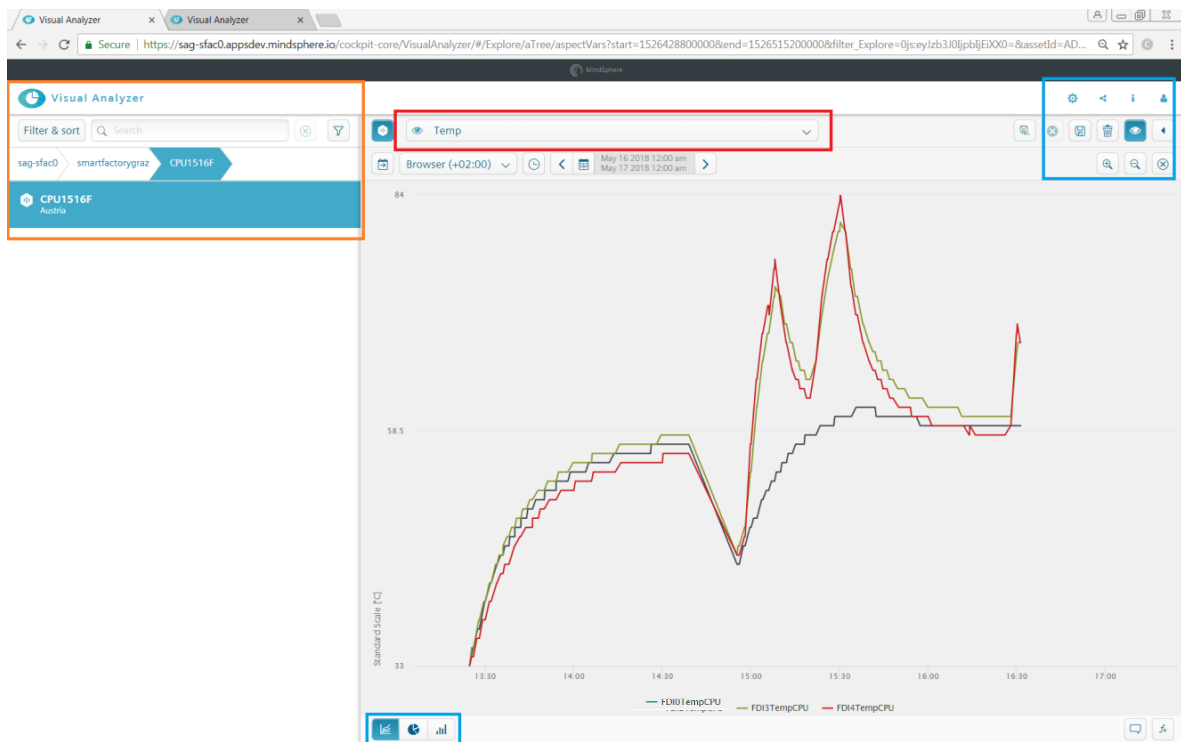 Visual Analyzer
Visual Analyzer
Secure | https://sag-sfac0.appsdev.mindsphere.io/cockpit-core/VisualAnalyzer/#/Explore/aTree/aspectVars?start=1526428800000&end=1526515200000&filter_Explore=0js:eyJzb3J0IjpbIjEiXX0=&assetId=AD...
MindSphere
Visual Analyzer
Filter & sort
Search
Temp
sag-sfac0 smartfactorygraz CPU1516F
Browser (+02:00)
May 16 2018 12:00 am
May 17 2018 12:00 am
CPU1516F
Austria
84
58.5
33
Standard Scale [°C]
13:30 14:00 14:30 15:00 15:30 16:00 16:30 17:00
FDI0TempCPU FDI3TempCPU FDI4TempCPU